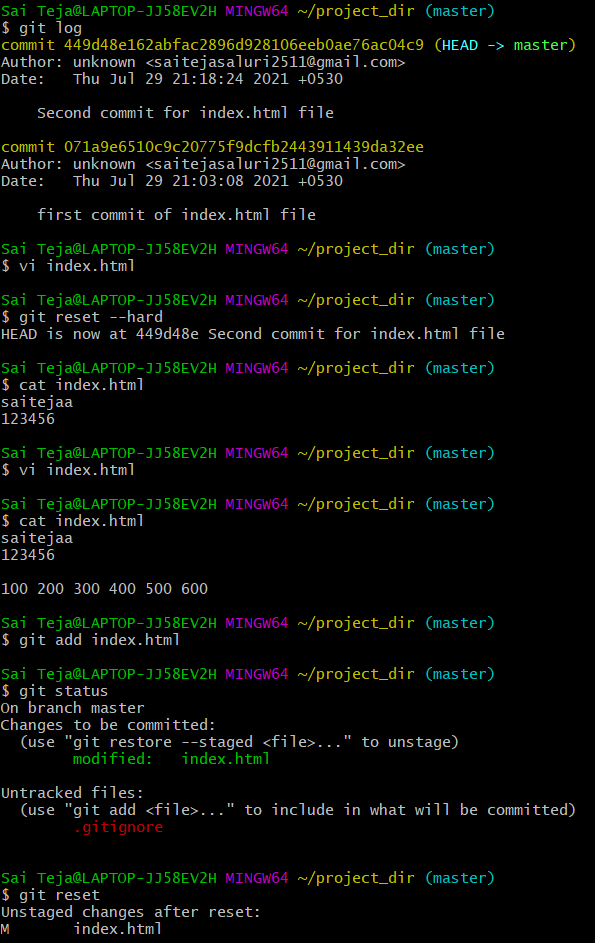 Sai Teja@LAPTOP-JJ58EV2H MINGW64 ~/project_dir (master)
$ git log
commit 449d48e162abfac2896d928106eeb0ae76ac04c9 (HEAD -> master)
Author: unknown <saitejasaluri2511@gmail.com>
Date:   Thu Jul 29 21:18:24 2021 +0530

    Second commit for index.html file

commit 071a9e6510c9c20775f9dcfb2443911439da32ee
Author: unknown <saitejasaluri2511@gmail.com>
Date:   Thu Jul 29 21:03:08 2021 +0530

    first commit of index.html file

Sai Teja@LAPTOP-JJ58EV2H MINGW64 ~/project_dir (master)
$ vi index.html

Sai Teja@LAPTOP-JJ58EV2H MINGW64 ~/project_dir (master)
$ git reset --hard
HEAD is now at 449d48e Second commit for index.html file

Sai Teja@LAPTOP-JJ58EV2H MINGW64 ~/project_dir (master)
$ cat index.html
saitejaa
123456

Sai Teja@LAPTOP-JJ58EV2H MINGW64 ~/project_dir (master)
$ vi index.html

Sai Teja@LAPTOP-JJ58EV2H MINGW64 ~/project_dir (master)
$ cat index.html
saitejaa
123456

100 200 300 400 500 600

Sai Teja@LAPTOP-JJ58EV2H MINGW64 ~/project_dir (master)
$ git add index.html

Sai Teja@LAPTOP-JJ58EV2H MINGW64 ~/project_dir (master)
$ git status
On branch master
Changes to be committed:
  (use "git restore --staged <file>..." to unstage)
        modified:   index.html

Untracked files:
  (use "git add <file>..." to include in what will be committed)
        .gitignore

Sai Teja@LAPTOP-JJ58EV2H MINGW64 ~/project_dir (master)
$ git reset
Unstaged changes after reset:
M       index.html